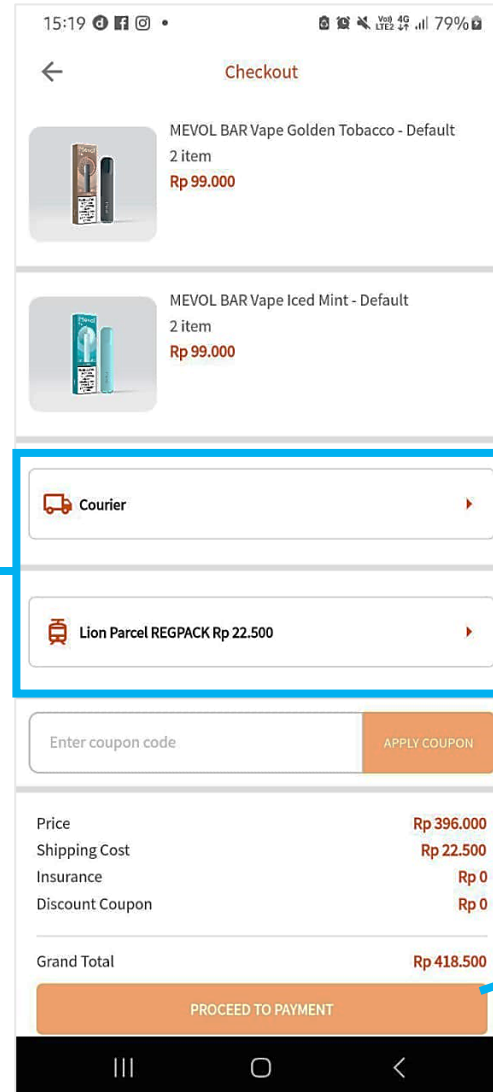 15:19 79%
Checkout
MEVOL BAR Vape Golden Tobacco - Default
2 item
Rp 99.000
MEVOL BAR Vape Iced Mint - Default
2 item
Rp 99.000
Courier
Lion Parcel REGPACK Rp 22.500
Enter coupon code APPLY COUPON
Price Rp 396.000
Shipping Cost Rp 22.500
Insurance Rp 0
Discount Coupon Rp 0
Grand Total Rp 418.500
PROCEED TO PAYMENT